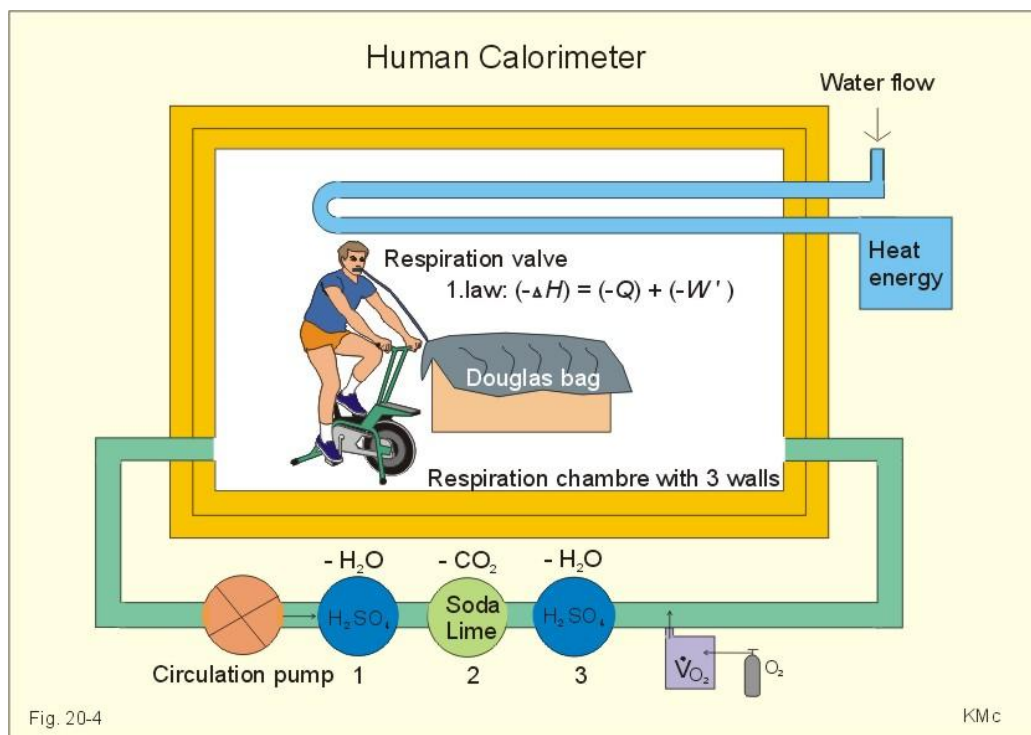 Human Calorimeter
Water flow
Heat
energy
Respiration valve
1.law: (-ΔH) = (-Q) + (-W')
Douglas bag
Respiration chambre with 3 walls
- H₂O
- CO₂
- H₂O
H₂SO₄
Soda
Lime
H₂SO₄
V̇O₂
O₂
Circulation pump
1
2
3
Fig. 20-4
KMc